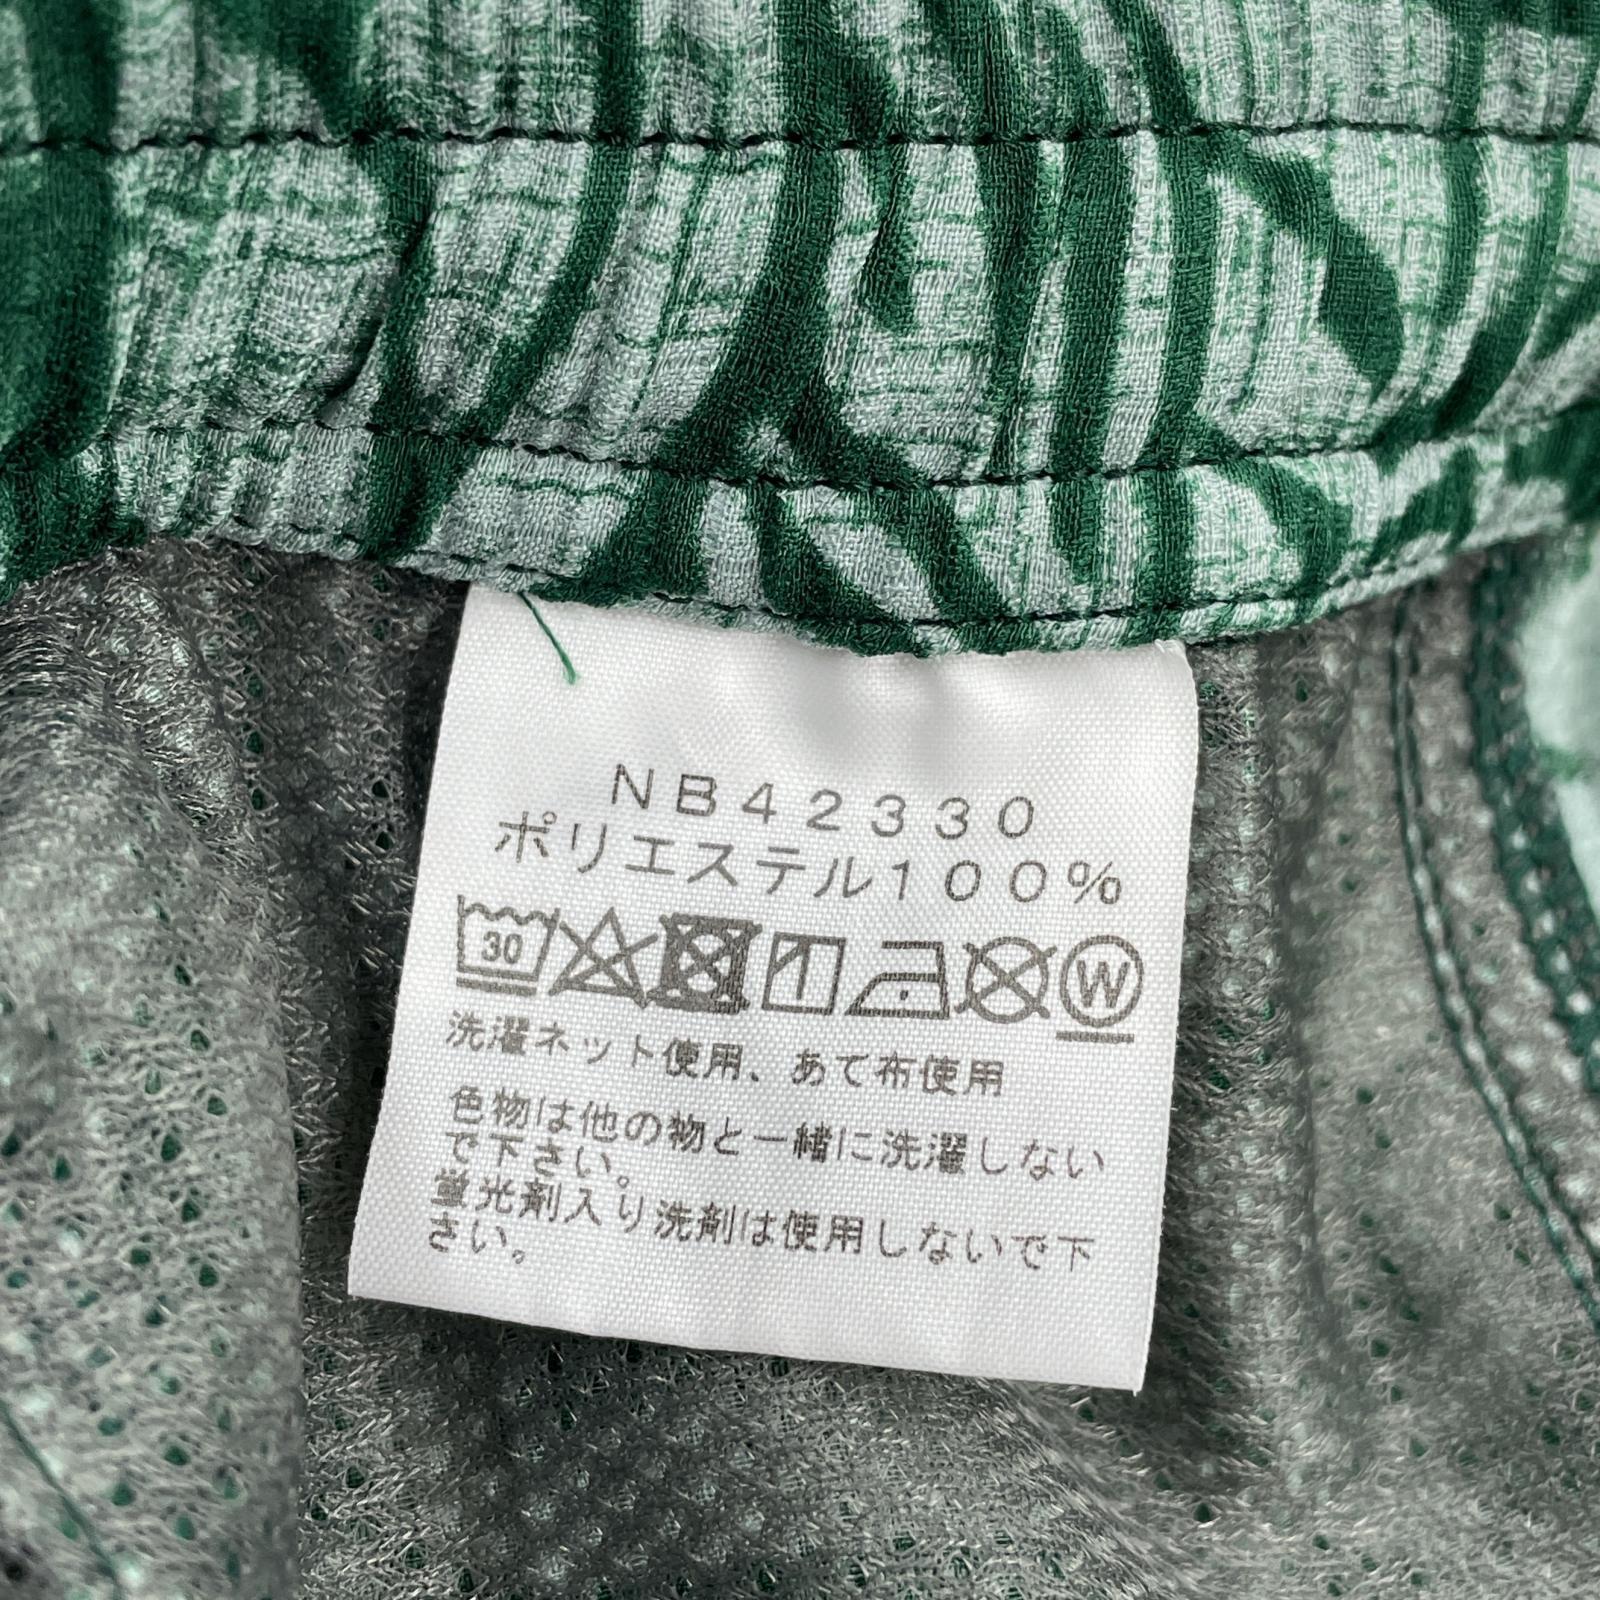 NB42330
ポリエステル100%
30 W
洗濯ネット使用、あて布使用
色物は他の物と一緒に洗濯しない
で下さい。
蛍光剤入り洗剤は使用しないで下
さい。